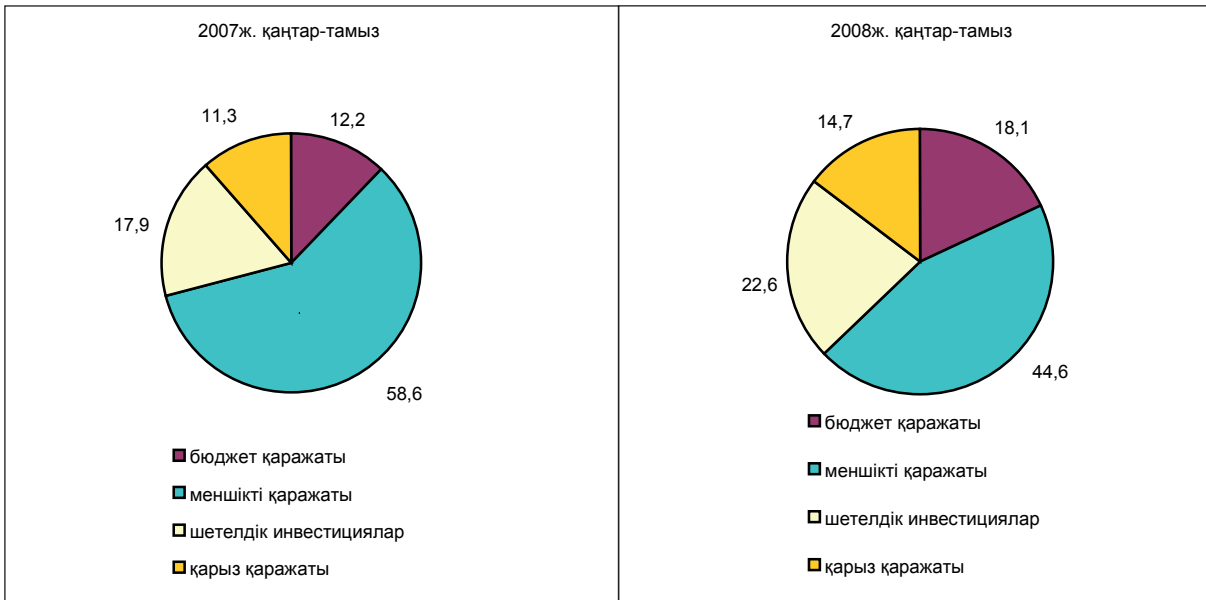 2007ж. қаңтар-тамыз
11,3
12,2
17,9
58,6
бюджет қаражаты
меншікті қаражаты
шетелдік инвестициялар
қарыз қаражаты
2008ж. қаңтар-тамыз
14,7
18,1
22,6
44,6
бюджет қаражаты
меншікті қаражаты
шетелдік инвестициялар
қарыз қаражаты